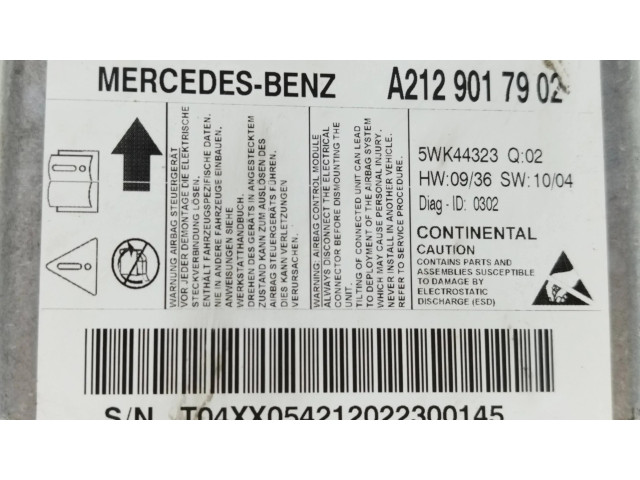 MERCEDES-BENZ A212 901 79 02
WARNUNG AIRBAG STEUERGERÄT
VOR JEDER DEMONTAGE DIE ELEKTRISCHE
STECKVERBINDUNG LÖSEN.
ENTHÄLT FAHRZEUGSPEZIFISCHE DATEN.
NIE IN ANDERE FAHRZEUGE EINBAUEN.
ANWEISUNGEN SIEHE
WERKSTATTHANDBUCH.
DREHEN DES GERÄTS IN ANGESTECKTEM
ZUSTAND KANN ZUM AUSLÖSEN DES
AIRBAG STEUERGERÄTES FÜHREN.
DIES KANN VERLETZUNGEN
VERURSACHEN.
WARNING: AIRBAG CONTROL MODULE
ALWAYS DISCONNECT THE ELECTRICAL
CONNECTOR BEFORE DISMOUNTING THE
UNIT.
TILTING OF CONNECTED UNIT CAN LEAD
TO DEPLOYMENT OF THE AIRBAG SYSTEM
WHICH MAY CAUSE PERSONAL INJURY.
NEVER INSTALL IN ANOTHER VEHICLE.
REFER TO SERVICE PROCEDURE.
5WK44323 Q:02
HW:09/36 SW:10/04
Diag - ID: 0302
CONTINENTAL
CAUTION
CONTAINS PARTS AND
ASSEMBLIES SUSCEPTIBLE
TO DAMAGE BY
ELECTROSTATIC
DISCHARGE (ESD)
S/N T04XX054212022300145